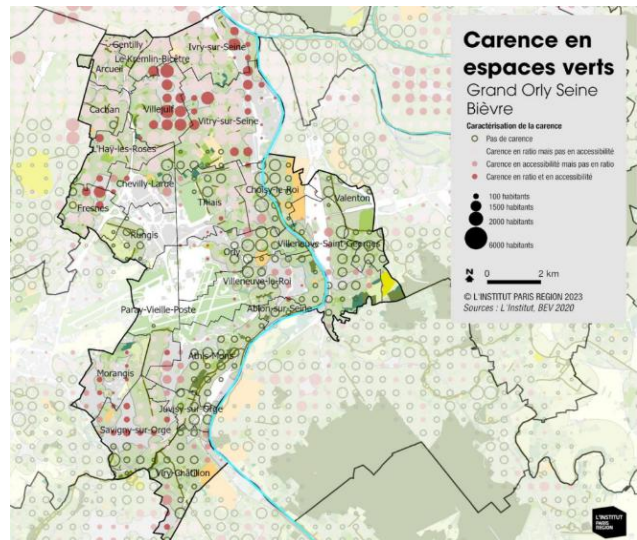 Carence en
espaces verts
Grand Orly Seine
Bièvre
Caractérisation de la carence
Pas de carence
Carence en ratio mais pas en accessibilité
Carence en accessibilité mais pas en ratio
Carence en ratio et en accessibilité
100 habitants
1500 habitants
2000 habitants
6000 habitants
N
0 2 km
© L'INSTITUT PARIS REGION 2023
Sources : L'Institut, BEV 2020
Gentilly
Ivry-sur-Seine
Le Kremlin-Bicêtre
Arcueil
Cachan
Villejuif
Vitry-sur-Seine
L'Haÿ-les-Roses
Chevilly-Larue
Choisy-le-Roi
Fresnes
Thiais
Valenton
Rungis
Orly
Villeneuve-Saint-Georges
Villeneuve-le-Roi
Paray-Vieille-Poste
Ablon-sur-Seine
Athis-Mons
Morangis
Juvisy-sur-Orge
Savigny-sur-Orge
Viry-Châtillon
L'INSTITUT
PARIS
REGION